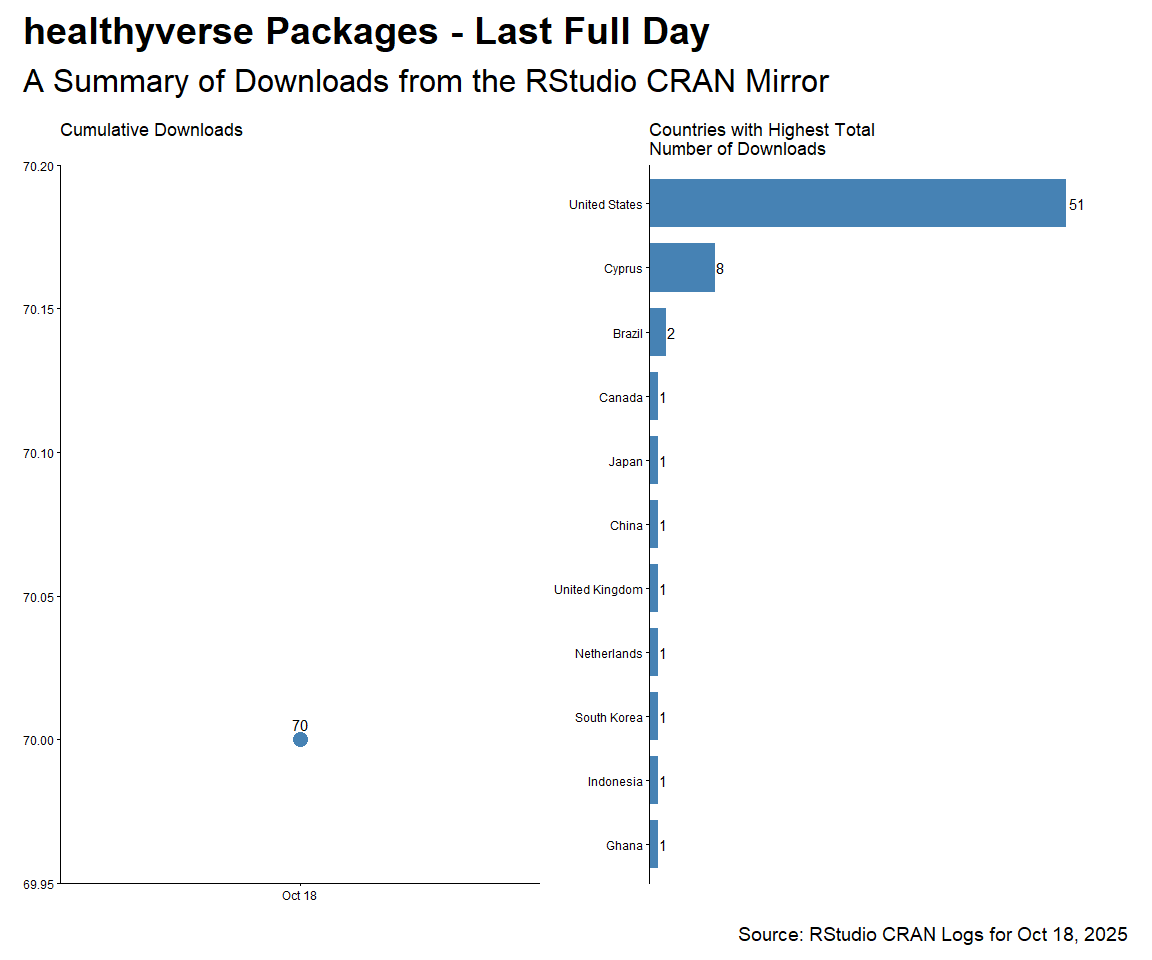 healthyverse Packages - Last Full Day
A Summary of Downloads from the RStudio CRAN Mirror
Cumulative Downloads
70.20
70.15
70.10
70.05
70.00
69.95
70
Oct 18
Countries with Highest Total
Number of Downloads
United States 51
Cyprus 8
Brazil 2
Canada 1
Japan 1
China 1
United Kingdom 1
Netherlands 1
South Korea 1
Indonesia 1
Ghana 1
Source: RStudio CRAN Logs for Oct 18, 2025